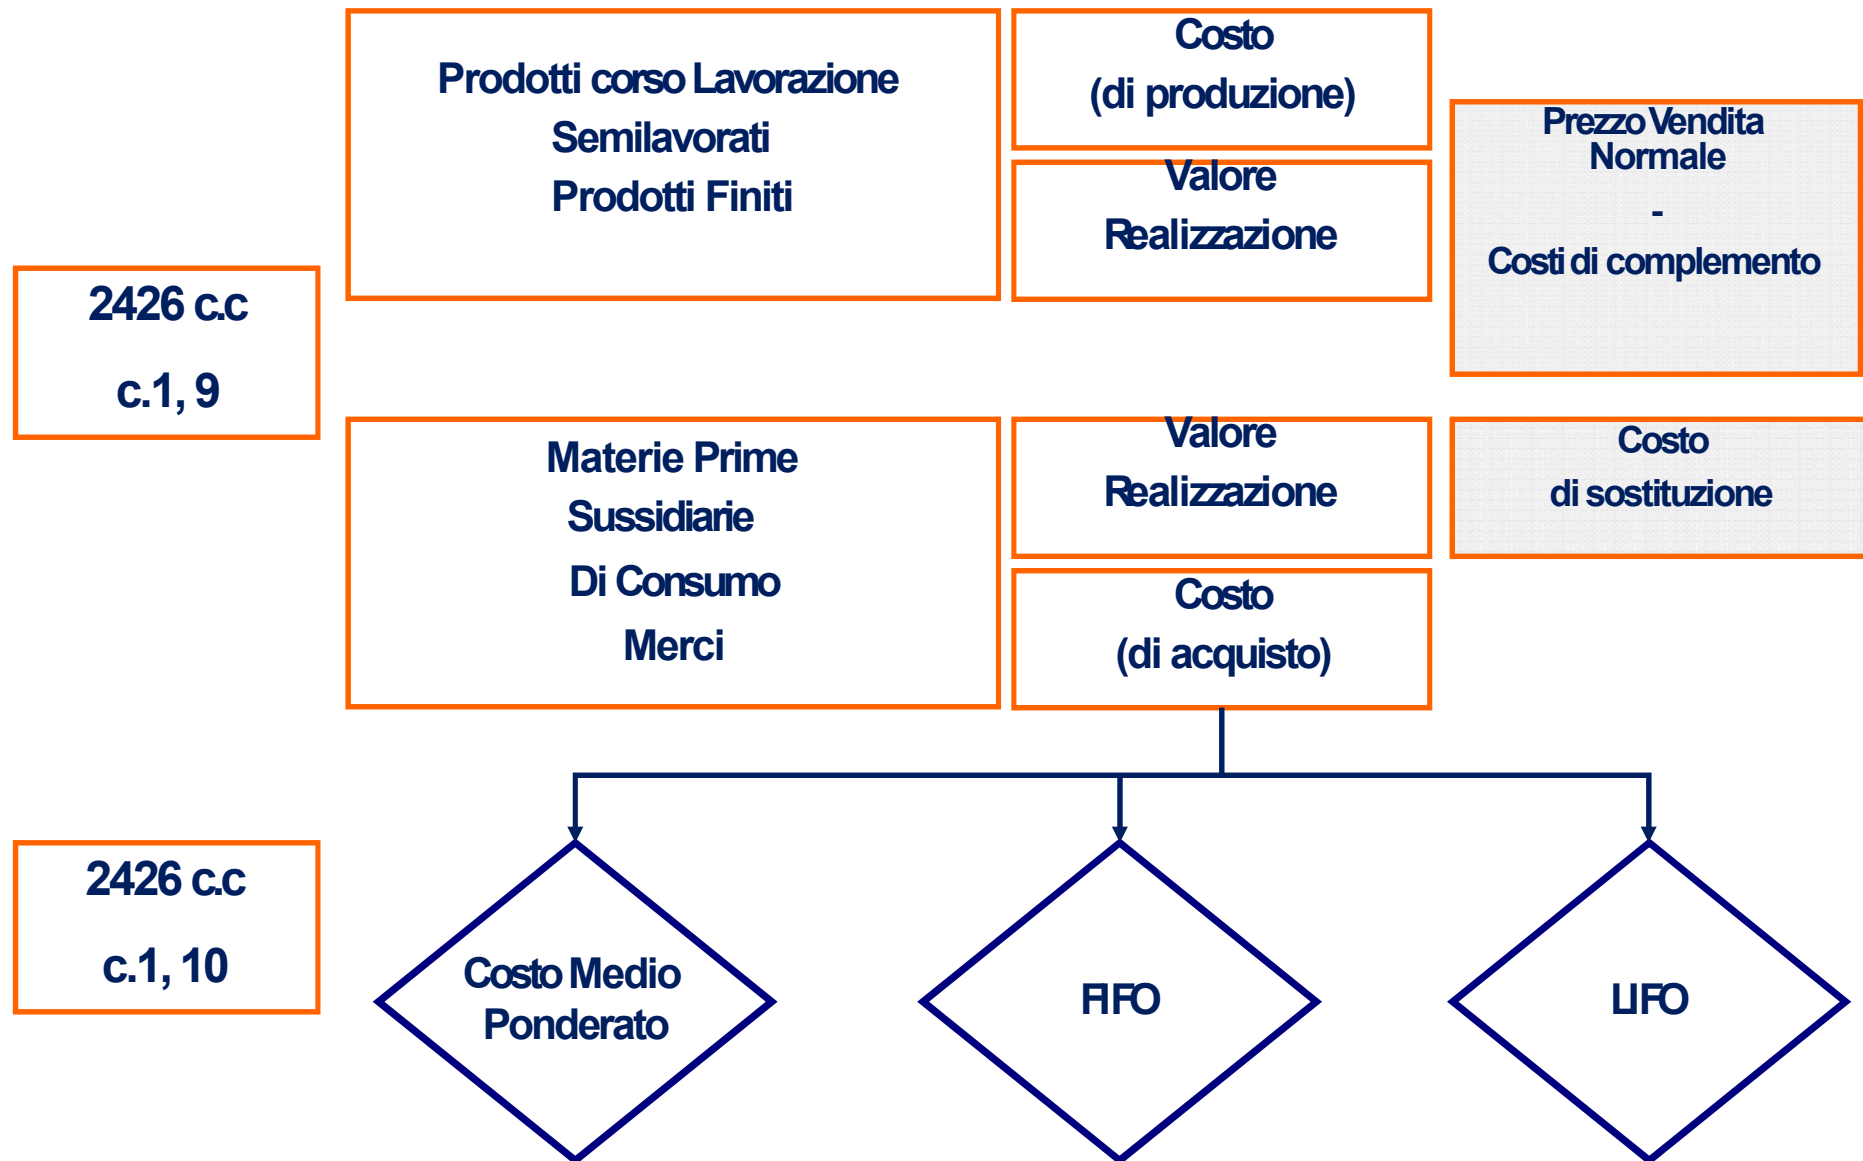 Prodotti corso Lavorazione
Semilavorati
Prodotti Finiti
Costo
(di produzione)
Valore
Realizzazione
Prezzo Vendita
Normale
-
Costi di complemento
2426 c.c
c.1, 9
Materie Prime
Sussidiarie
Di Consumo
Merci
Valore
Realizzazione
Costo
di sostituzione
Costo
(di acquisto)
2426 c.c
c.1, 10
Costo Medio
Ponderato
FIFO
LIFO